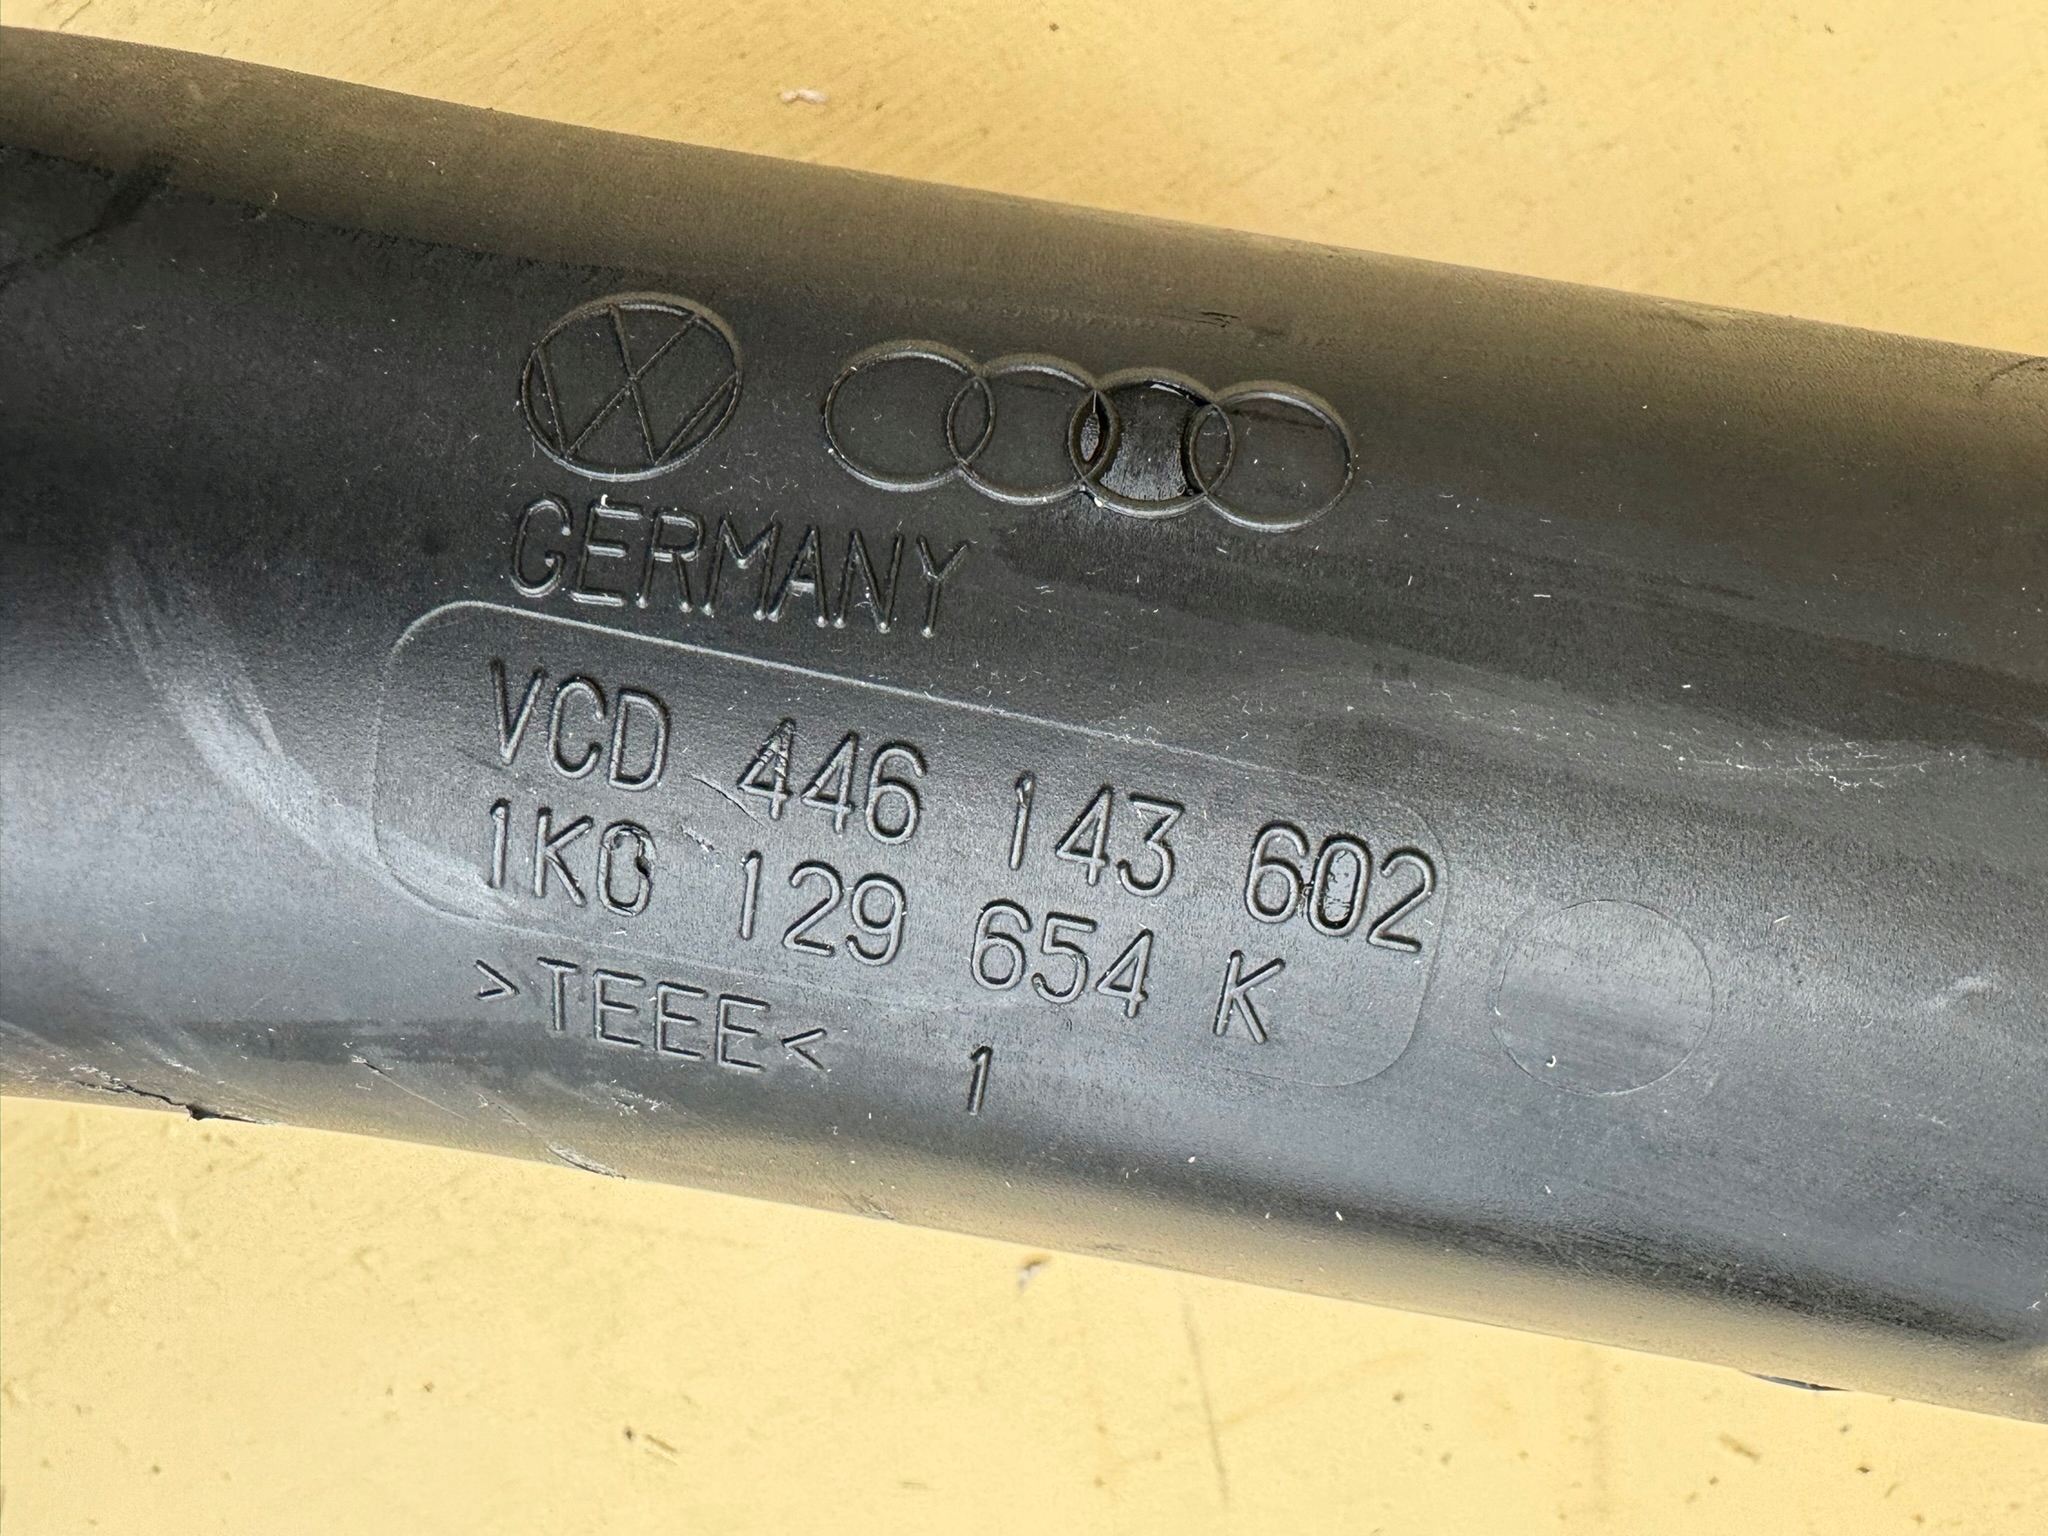 GERMANY
VCD 446 143 602
1K0 129 654 K
>TEEE< 1